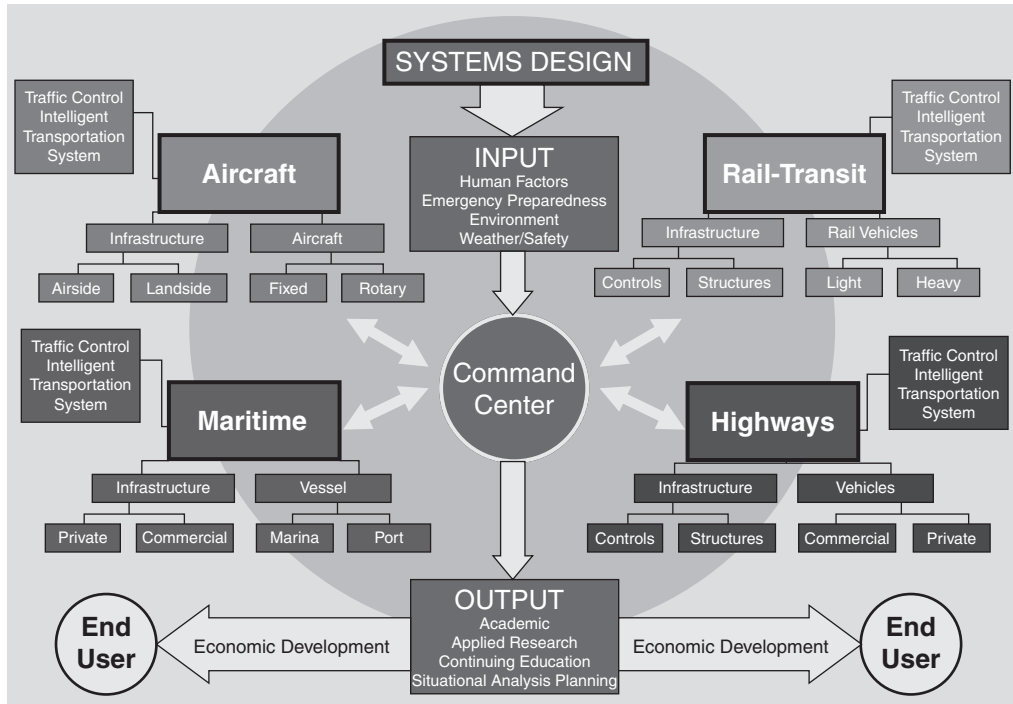 SYSTEMS DESIGN
Traffic Control
Intelligent
Transportation
System
Aircraft
Infrastructure
Aircraft
Airside
Landside
Fixed
Rotary
INPUT
Human Factors
Emergency Preparedness
Environment
Weather/Safety
Traffic Control
Intelligent
Transportation
System
Rail-Transit
Infrastructure
Rail Vehicles
Controls
Structures
Light
Heavy
Command
Center
Traffic Control
Intelligent
Transportation
System
Maritime
Infrastructure
Vessel
Private
Commercial
Marina
Port
Traffic Control
Intelligent
Transportation
System
Highways
Infrastructure
Vehicles
Controls
Structures
Commercial
Private
OUTPUT
Academic
Applied Research
Continuing Education
Situational Analysis Planning
End
User
Economic Development
Economic Development
End
User